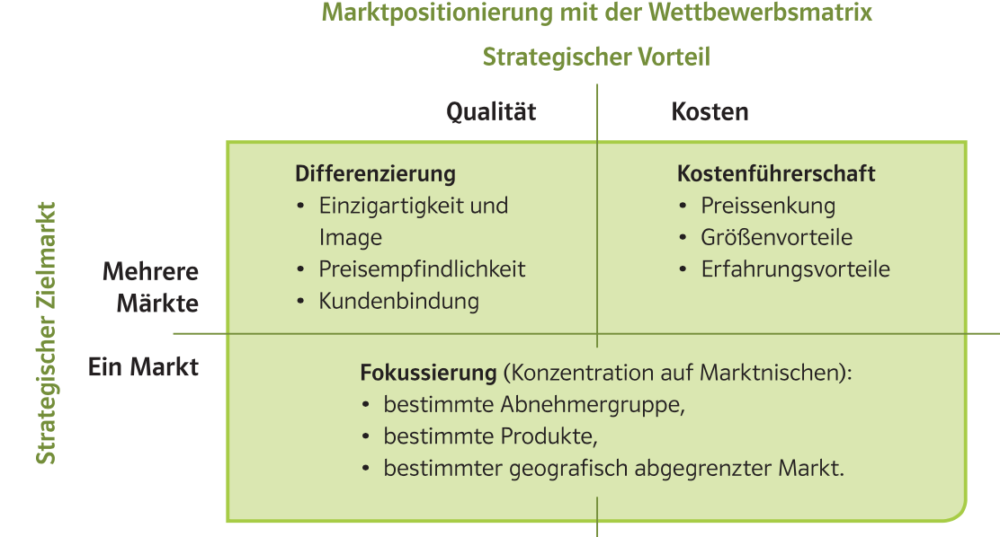 Marktpositionierung mit der Wettbewerbsmatrix
Strategischer Vorteil
Qualität
Kosten
Strategischer Zielmarkt
Mehrere
Märkte
Differenzierung
• Einzigartigkeit und
Image
• Preisempfindlichkeit
• Kundenbindung
Kostenführerschaft
• Preissenkung
• Größenvorteile
• Erfahrungsvorteile
Ein Markt
Fokussierung (Konzentration auf Marktnischen):
• bestimmte Abnehmergruppe,
• bestimmte Produkte,
• bestimmter geografisch abgegrenzter Markt.